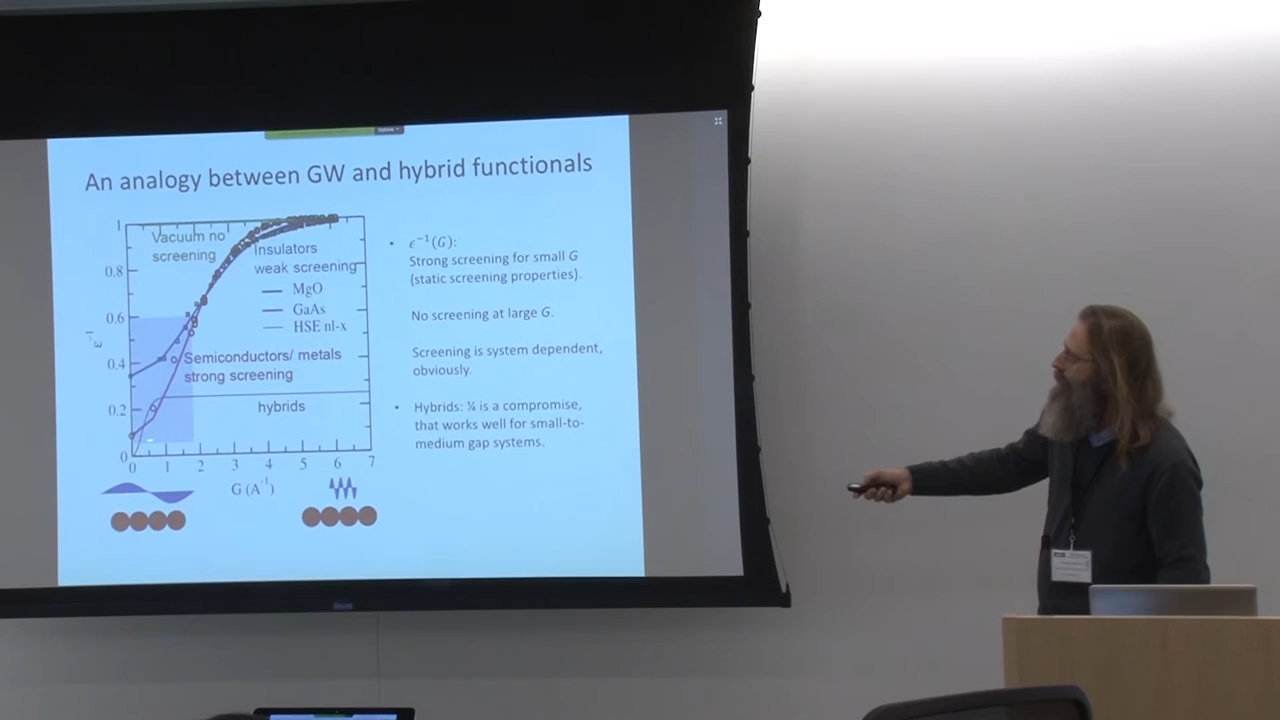 An analogy between GW and hybrid functionals
1
0.8
0.6
0.4
0.2
0
ε⁻¹
Vacuum no
screening
Insulators
weak screening
MgO
GaAs
HSE nl-x
Semiconductors/ metals
strong screening
hybrids
0 1 2 3 4 5 6 7
G (A⁻¹)
• ϵ⁻¹(G):
Strong screening for small G
(static screening properties).
No screening at large G.
Screening is system dependent,
obviously.
• Hybrids: ¼ is a compromise,
that works well for small-to-
medium gap systems.